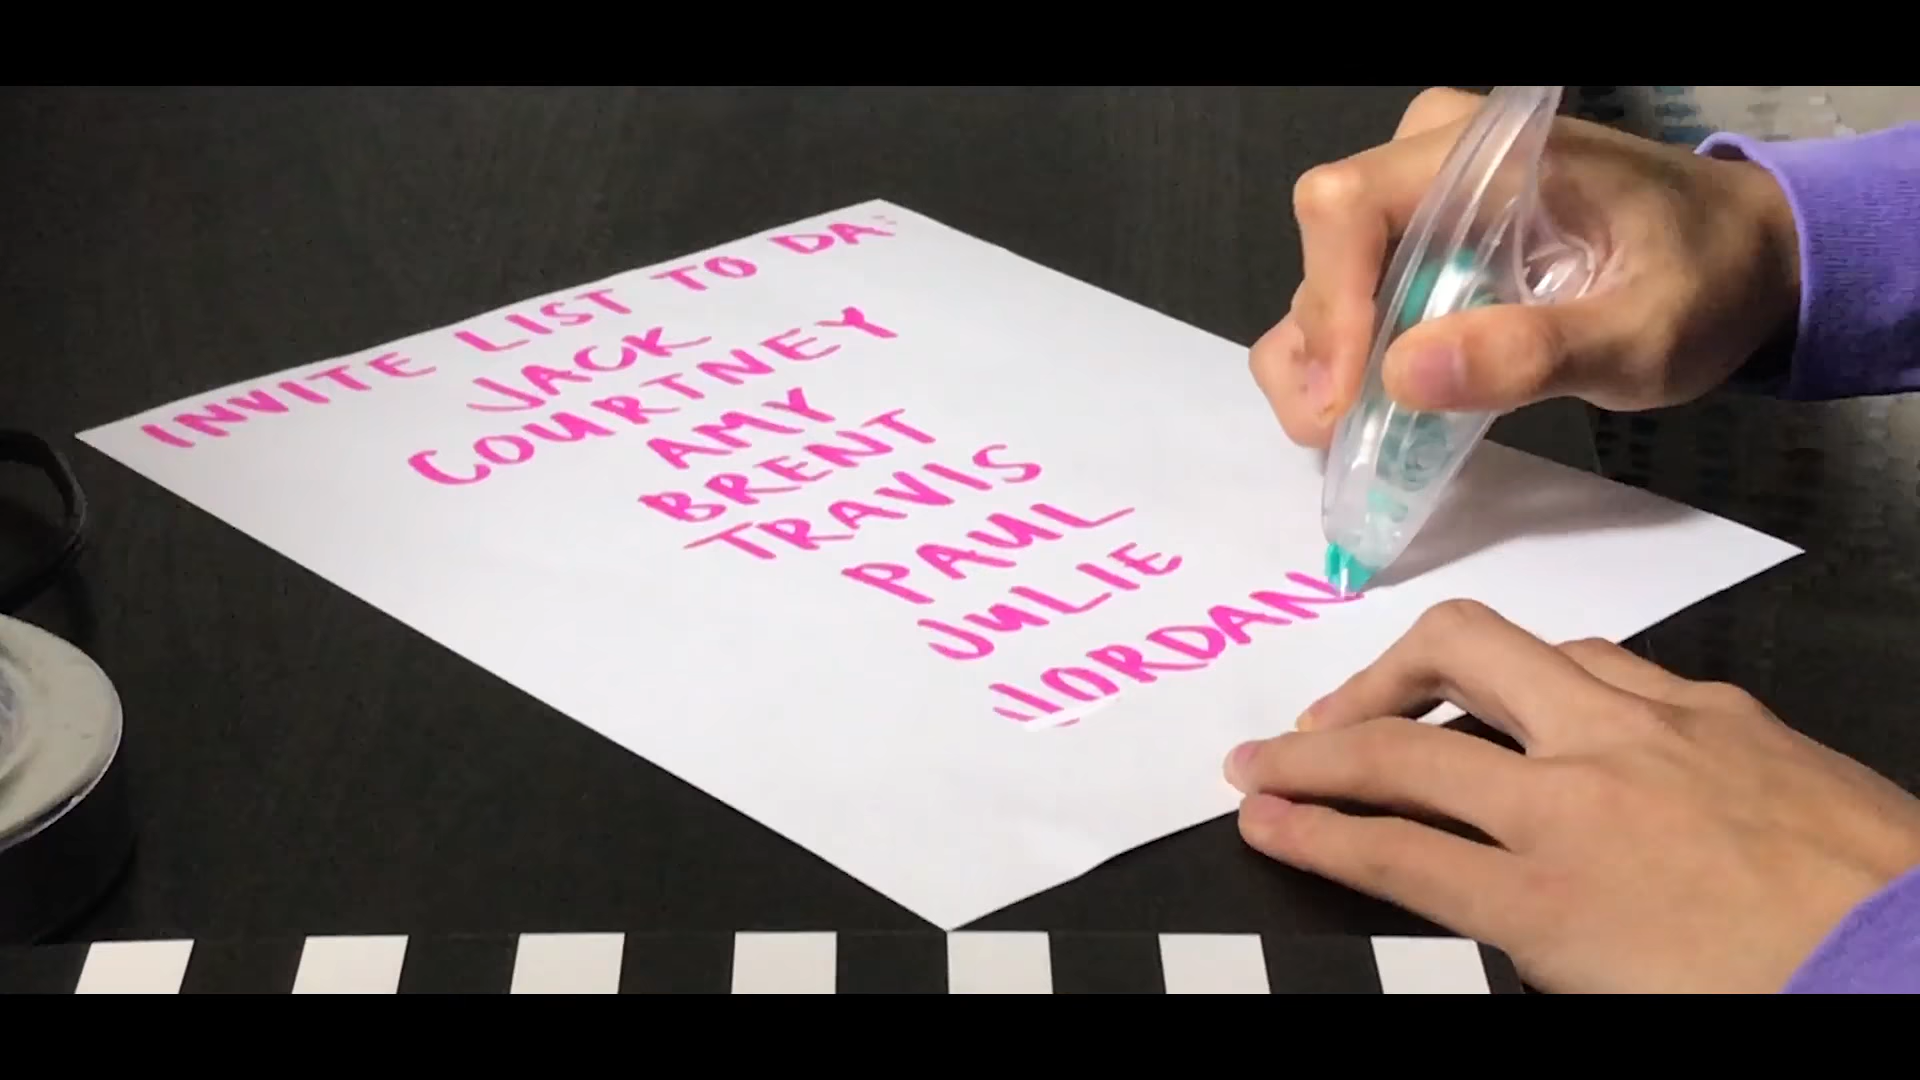 INVITE LIST TO DA:
JACK
COURTNEY
AMY
BRENT
TRAVIS
PAUL
JULIE
JORDAN